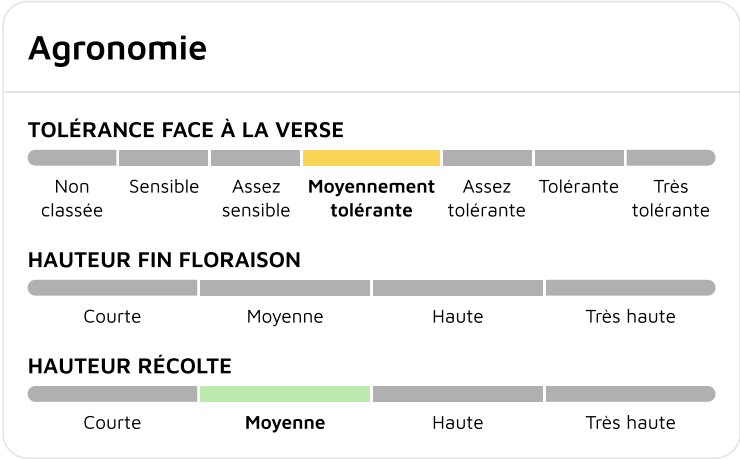 Agronomie
TOLÉRANCE FACE À LA VERSE
Non classée
Sensible
Assez sensible
Moyennement tolérante
Assez tolérante
Tolérante
Très tolérante
HAUTEUR FIN FLORAISON
Courte
Moyenne
Haute
Très haute
HAUTEUR RÉCOLTE
Courte
Moyenne
Haute
Très haute